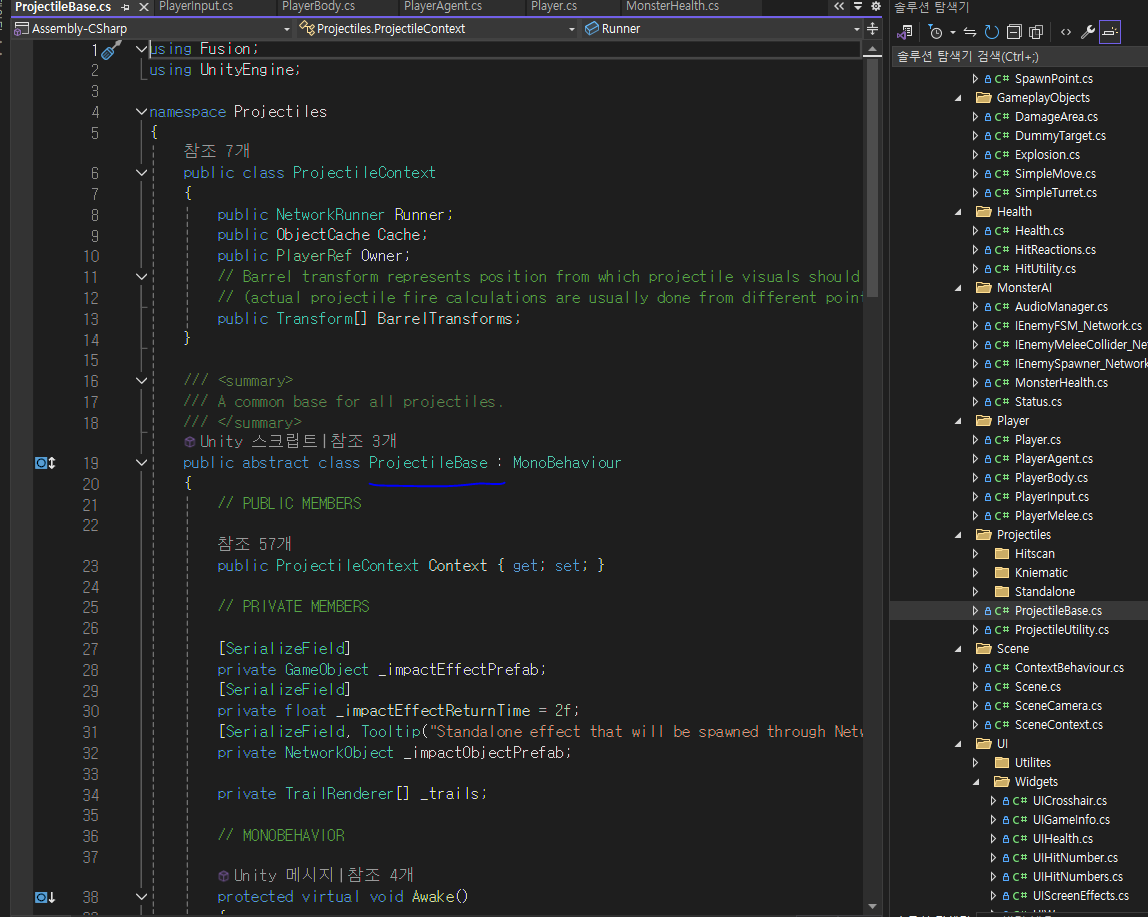 ProjectileBase.cs
PlayerInput.cs
PlayerBody.cs
PlayerAgent.cs
Player.cs
MonsterHealth.cs
Assembly-CSharp
Projectiles.ProjectileContext
Runner
1 using Fusion;
2 using UnityEngine;
3
4 namespace Projectiles
5 {
참조 7개
6 public class ProjectileContext
7 {
8 public NetworkRunner Runner;
9 public ObjectCache Cache;
10 public PlayerRef Owner;
11 // Barrel transform represents position from which projectile visuals should
12 // (actual projectile fire calculations are usually done from different poin
13 public Transform[] BarrelTransforms;
14 }
15
16 /// <summary>
17 /// A common base for all projectiles.
18 /// </summary>
Unity 스크립트|참조 3개
19 public abstract class ProjectileBase : MonoBehaviour
20 {
21 // PUBLIC MEMBERS
22
참조 57개
23 public ProjectileContext Context { get; set; }
24
25 // PRIVATE MEMBERS
26
27 [SerializeField]
28 private GameObject _impactEffectPrefab;
29 [SerializeField]
30 private float _impactEffectReturnTime = 2f;
31 [SerializeField, Tooltip("Standalone effect that will be spawned through Netw
32 private NetworkObject _impactObjectPrefab;
33
34 private TrailRenderer[] _trails;
35
36 // MONOBEHAVIOR
37
Unity 메시지|참조 4개
38 protected virtual void Awake()
솔루션 탐색기
솔루션 탐색기 검색(Ctrl+;)
C# SpawnPoint.cs
GameplayObjects
C# DamageArea.cs
C# DummyTarget.cs
C# Explosion.cs
C# SimpleMove.cs
C# SimpleTurret.cs
Health
C# Health.cs
C# HitReactions.cs
C# HitUtility.cs
MonsterAI
C# AudioManager.cs
C# IEnemyFSM_Network.cs
C# IEnemyMeleeCollider_Ne
C# IEnemySpawner_Network
C# MonsterHealth.cs
C# Status.cs
Player
C# Player.cs
C# PlayerAgent.cs
C# PlayerBody.cs
C# PlayerInput.cs
C# PlayerMelee.cs
Projectiles
Hitscan
Kniematic
Standalone
C# ProjectileBase.cs
C# ProjectileUtility.cs
Scene
C# ContextBehaviour.cs
C# Scene.cs
C# SceneCamera.cs
C# SceneContext.cs
UI
Utilites
Widgets
C# UICrosshair.cs
C# UIGameInfo.cs
C# UIHealth.cs
C# UIHitNumber.cs
C# UIHitNumbers.cs
C# UIScreenEffects.cs